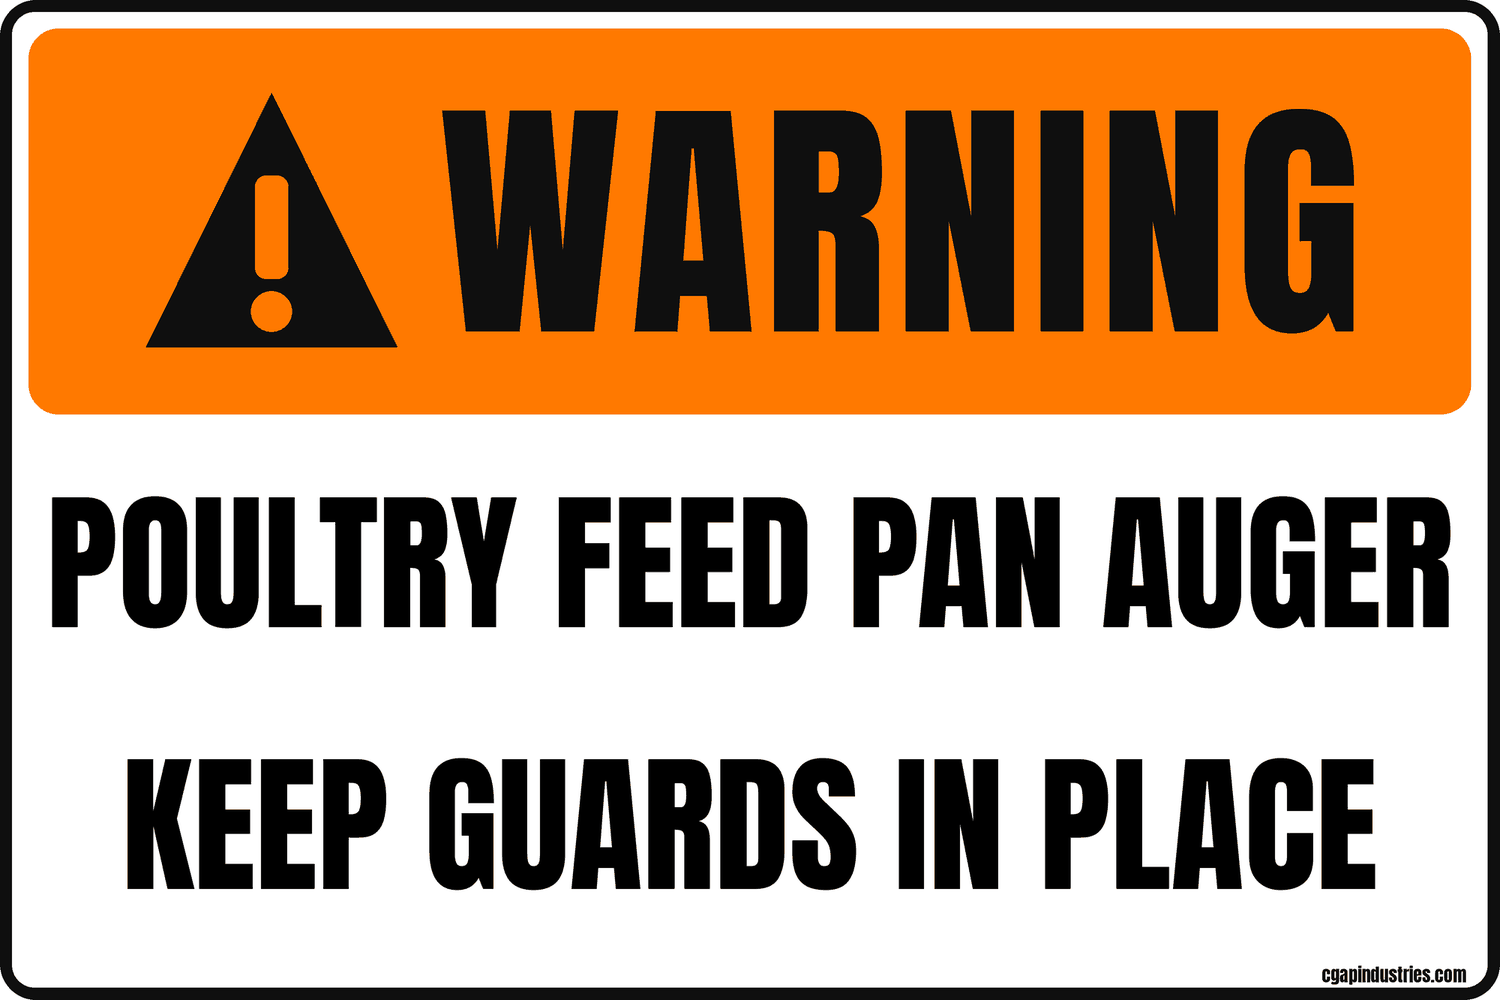 WARNING
POULTRY FEED PAN AUGER
KEEP GUARDS IN PLACE
cgapindustries.com